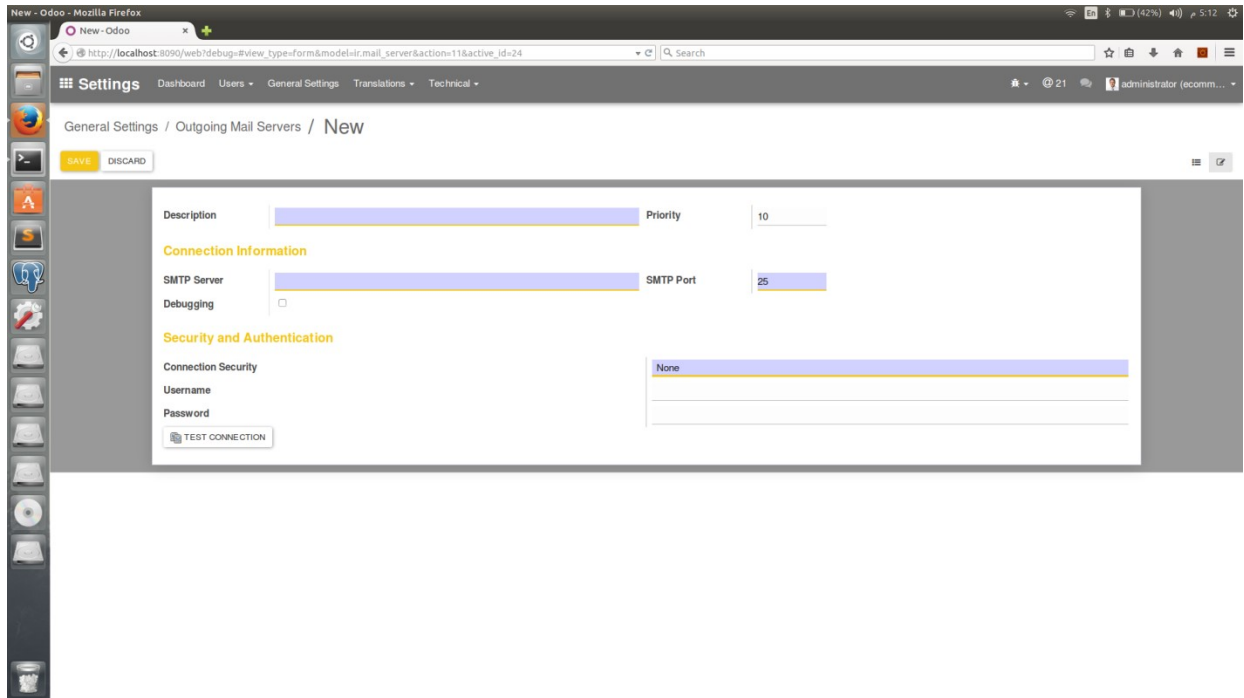 New - Odoo - Mozilla Firefox
En (42%) 5:12 م
New - Odoo
http://localhost:8090/web?debug=#view_type=form&model=ir.mail_server&action=11&active_id=24
Search
Settings Dashboard Users General Settings Translations Technical @ 21 administrator (ecomm...
General Settings / Outgoing Mail Servers / New
SAVE DISCARD
Description Priority 10
Connection Information
SMTP Server SMTP Port 25
Debugging
Security and Authentication
Connection Security None
Username
Password
TEST CONNECTION